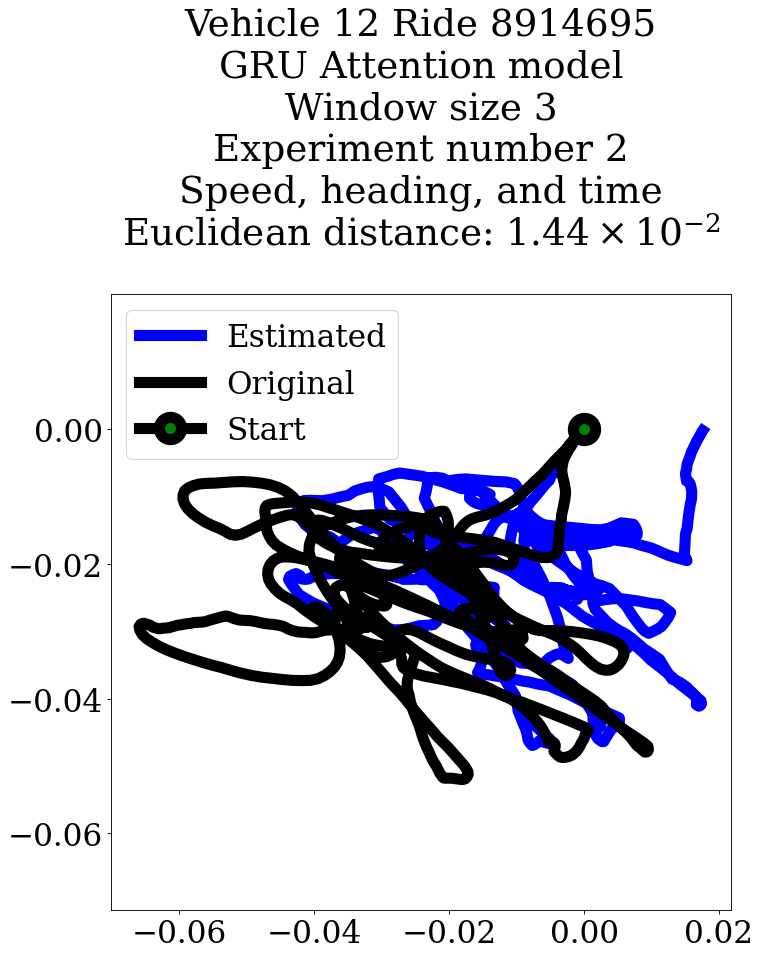 Vehicle 12 Ride 8914695
GRU Attention model
Window size 3
Experiment number 2
Speed, heading, and time
Euclidean distance: 1.44 × 10⁻²
Estimated
Original
Start
0.00
−0.02
−0.04
−0.06
−0.06 −0.04 −0.02 0.00 0.02